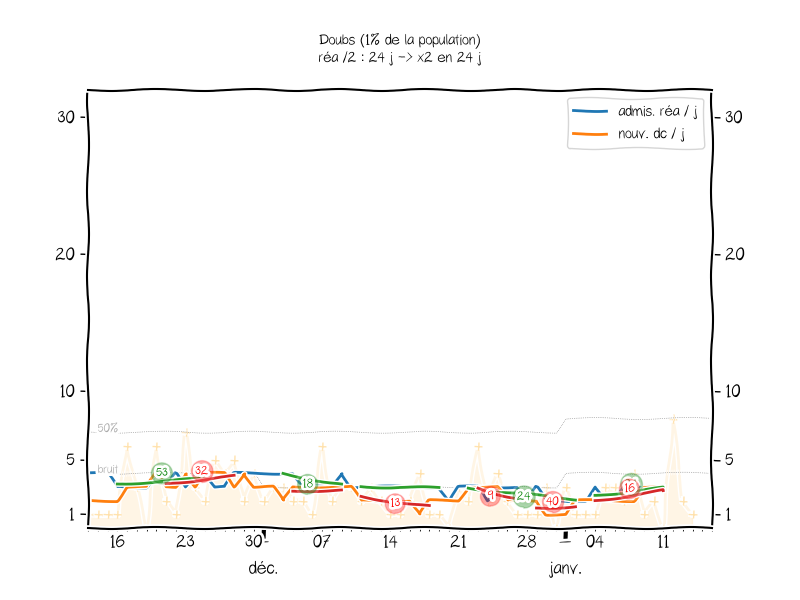 Doubs (1% de la population)
réa /2 : 24 j -> x2 en 24 j
admis. réa / j
nouv. dc / j
30 30
20 20
10 10
50%
5 5
bruit
53 32 18 13 9 24 40 16
1 1
16 23 30 07 14 21 28 04 11
déc. janv.